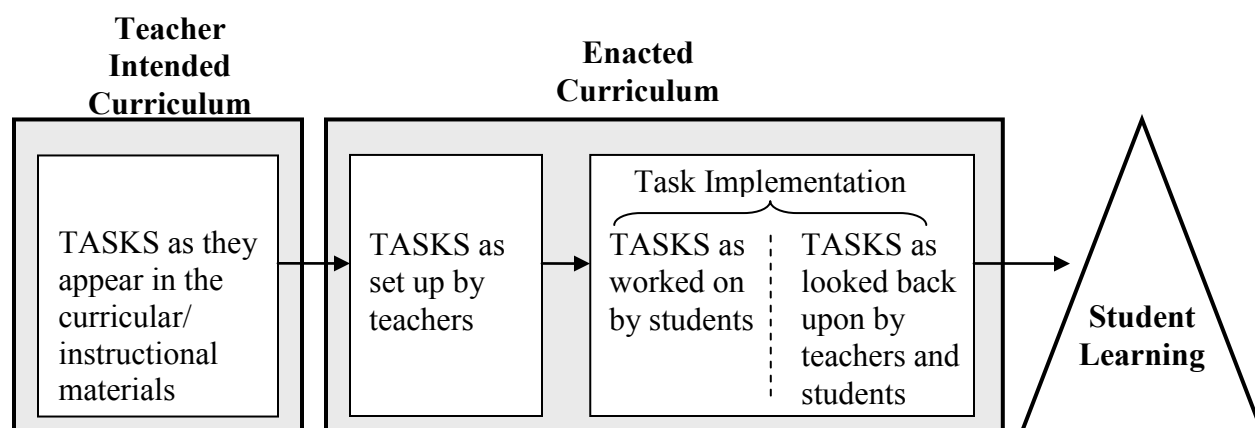 Teacher
Intended
Curriculum
Enacted
Curriculum
TASKS as they
appear in the
curricular/
instructional
materials
TASKS as
set up by
teachers
Task Implementation
TASKS as
worked on
by students
TASKS as
looked back
upon by
teachers and
students
Student
Learning